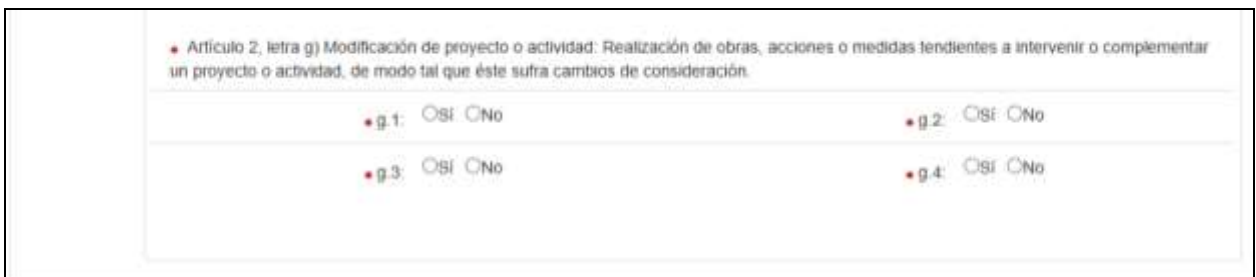 • Artículo 2, letra g) Modificación de proyecto o actividad: Realización de obras, acciones o medidas tendientes a intervenir o complementar
un proyecto o actividad, de modo tal que éste sufra cambios de consideración.
• g.1: Sí No • g.2: Sí No
• g.3: Sí No • g.4: Sí No